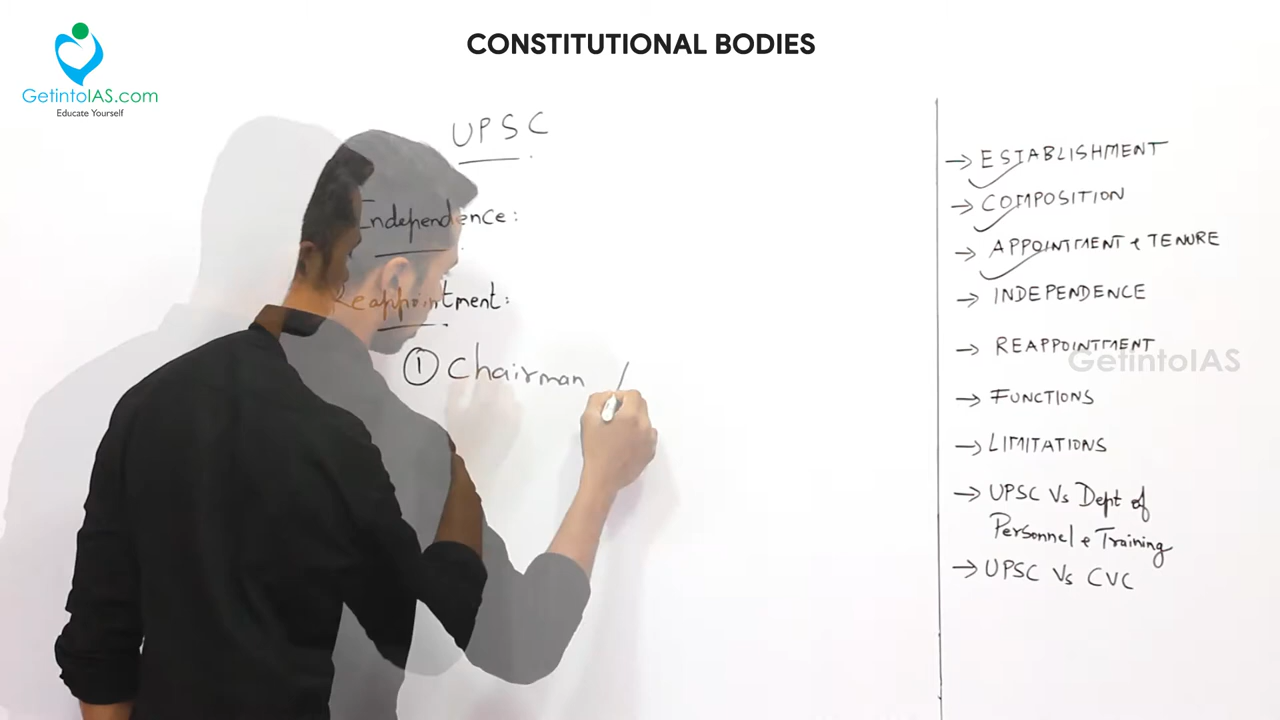 CONSTITUTIONAL BODIES
GetintoIAS.com
Educate Yourself
UPSC
Independence:
Reappointment:
① Chairman
→ ESTABLISHMENT
→ COMPOSITION
→ APPOINTMENT & TENURE
→ INDEPENDENCE
→ REAPPOINTMENT
GetintoIAS
→ FUNCTIONS
→ LIMITATIONS
→ UPSC Vs Dept of
Personnel & Training
→ UPSC Vs CVC